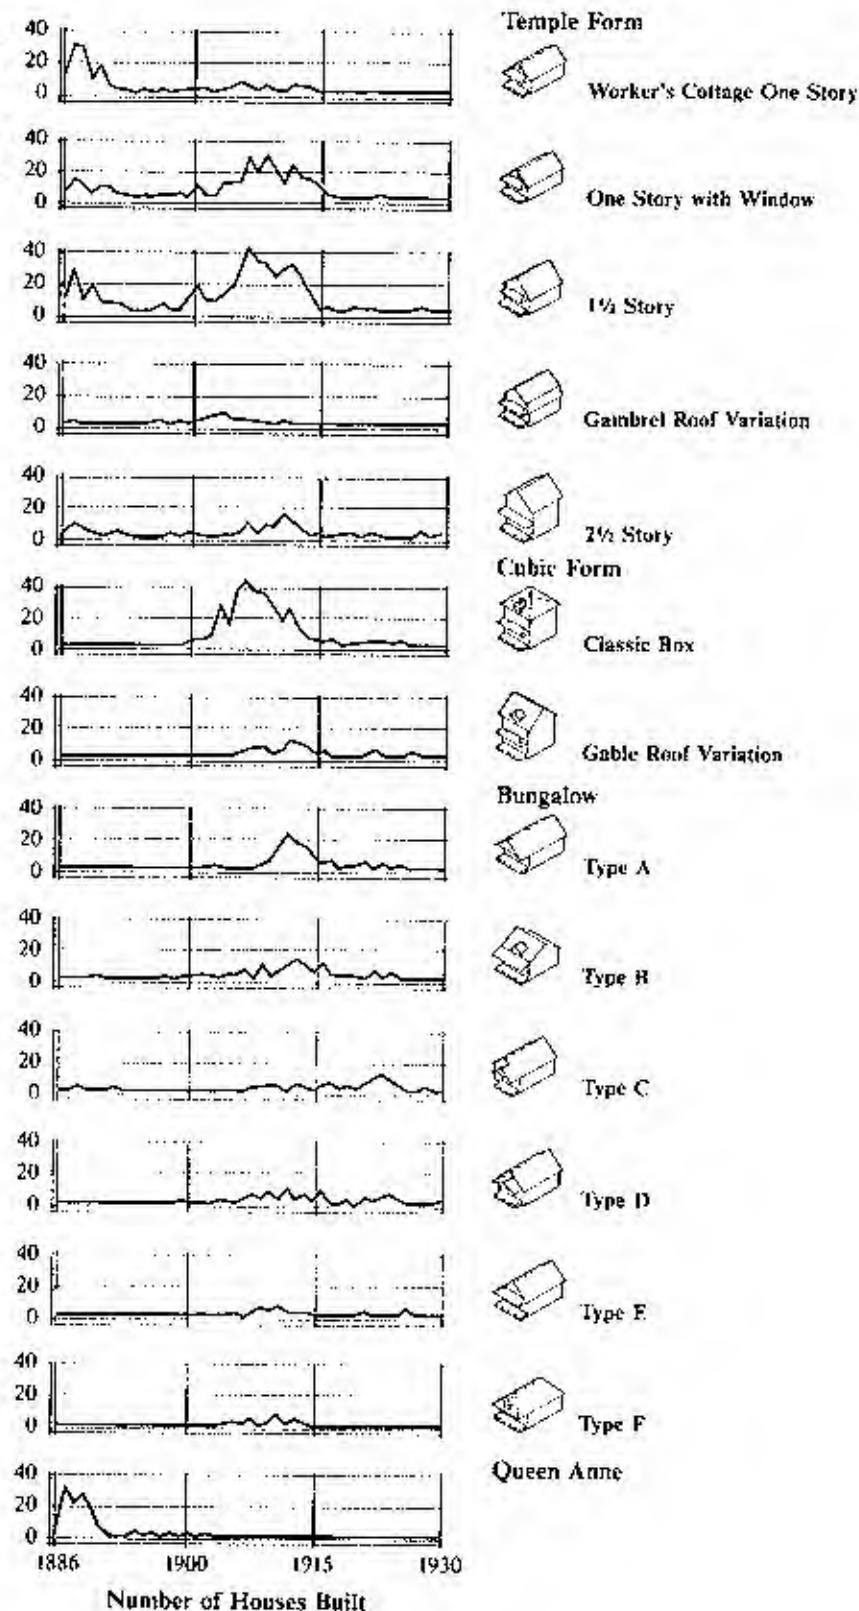 Temple Form
40
20
0
Worker's Cottage One Story
40
20
0
One Story with Window
40
20
0
1½ Story
40
20
0
Gambrel Roof Variation
40
20
0
2½ Story
Cubic Form
40
20
0
Classic Box
40
20
0
Gable Roof Variation
Bungalow
40
20
0
Type A
40
20
0
Type B
40
20
0
Type C
40
20
0
Type D
40
20
0
Type E
40
20
0
Type F
Queen Anne
40
20
0
1886 1900 1915 1930
Number of Houses Built